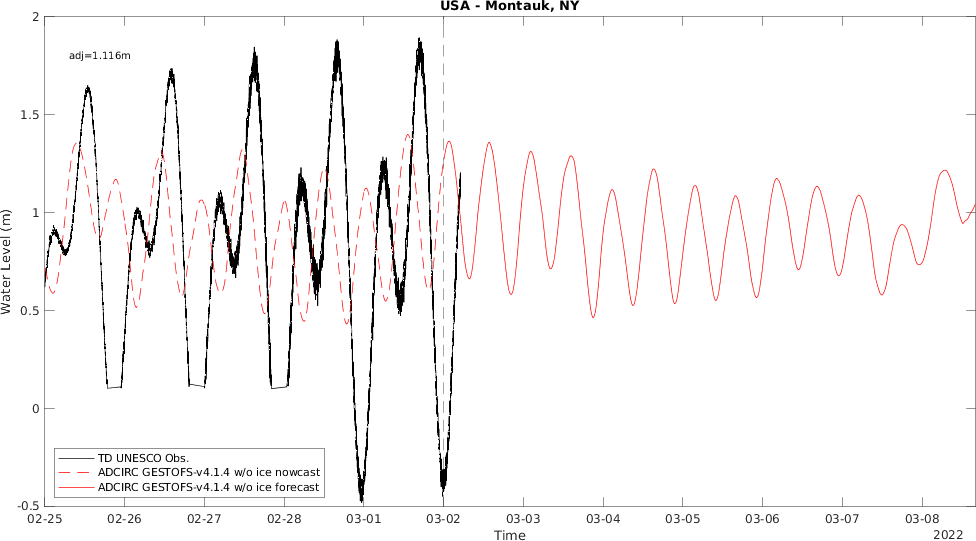 USA - Montauk, NY
adj=1.116m
2
1.5
1
0.5
0
-0.5
Water Level (m)
TD UNESCO Obs.
ADCIRC GESTOFS-v4.1.4 w/o ice nowcast
ADCIRC GESTOFS-v4.1.4 w/o ice forecast
02-25 02-26 02-27 02-28 03-01 03-02 03-03 03-04 03-05 03-06 03-07 03-08
Time
2022